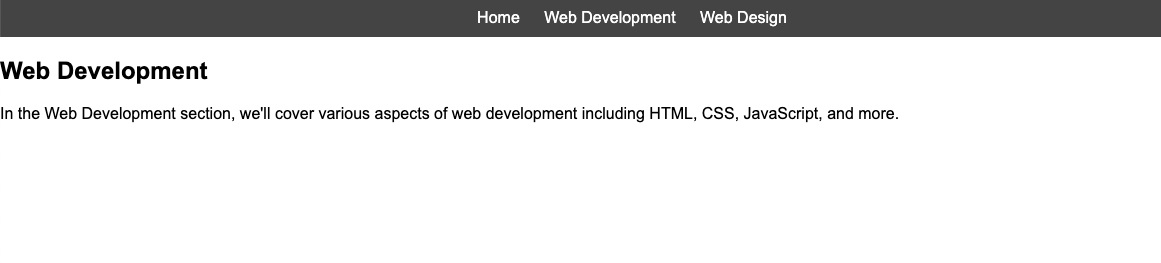 Home Web Development Web Design
Web Development
In the Web Development section, we'll cover various aspects of web development including HTML, CSS, JavaScript, and more.